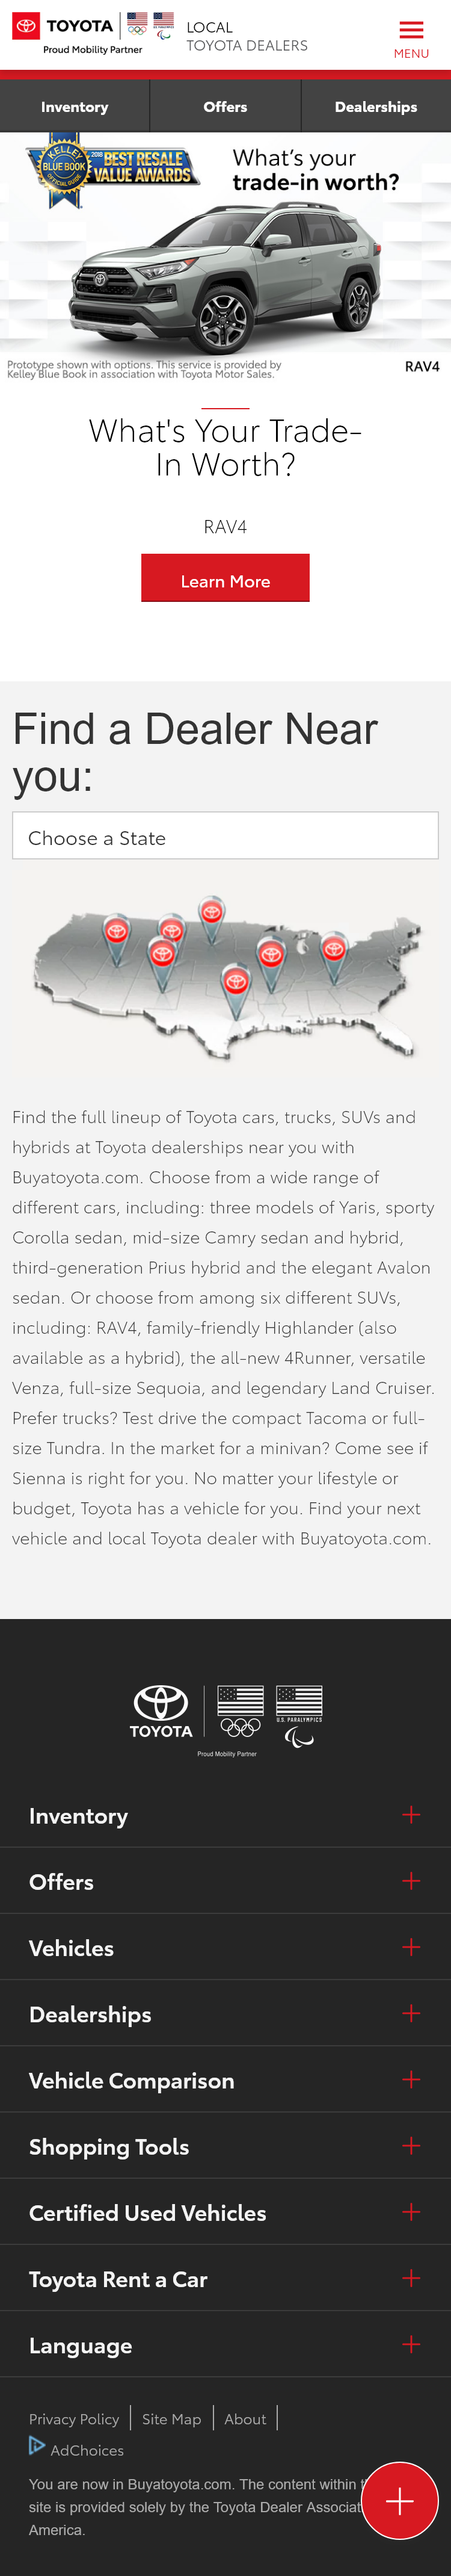 TOYOTA
Proud Mobility Partner
LOCAL
TOYOTA DEALERS
MENU
Inventory
Offers
Dealerships
KELLEY
BLUE BOOK
OFFICIAL GUIDE
2018 BEST RESALE
VALUE AWARDS
What's your
trade-in worth?
Prototype shown with options. This service is provided by
Kelley Blue Book in association with Toyota Motor Sales.
RAV4
What's Your Trade-
In Worth?
RAV4
Learn More
Find a Dealer Near
you:
Choose a State
Find the full lineup of Toyota cars, trucks, SUVs and
hybrids at Toyota dealerships near you with
Buyatoyota.com. Choose from a wide range of
different cars, including: three models of Yaris, sporty
Corolla sedan, mid-size Camry sedan and hybrid,
third-generation Prius hybrid and the elegant Avalon
sedan. Or choose from among six different SUVs,
including: RAV4, family-friendly Highlander (also
available as a hybrid), the all-new 4Runner, versatile
Venza, full-size Sequoia, and legendary Land Cruiser.
Prefer trucks? Test drive the compact Tacoma or full-
size Tundra. In the market for a minivan? Come see if
Sienna is right for you. No matter your lifestyle or
budget, Toyota has a vehicle for you. Find your next
vehicle and local Toyota dealer with Buyatoyota.com.
TOYOTA
U.S. PARALYMPICS
Proud Mobility Partner
Inventory
Offers
Vehicles
Dealerships
Vehicle Comparison
Shopping Tools
Certified Used Vehicles
Toyota Rent a Car
Language
Privacy Policy
Site Map
About
AdChoices
You are now in Buyatoyota.com. The content within
site is provided solely by the Toyota Dealer
America.